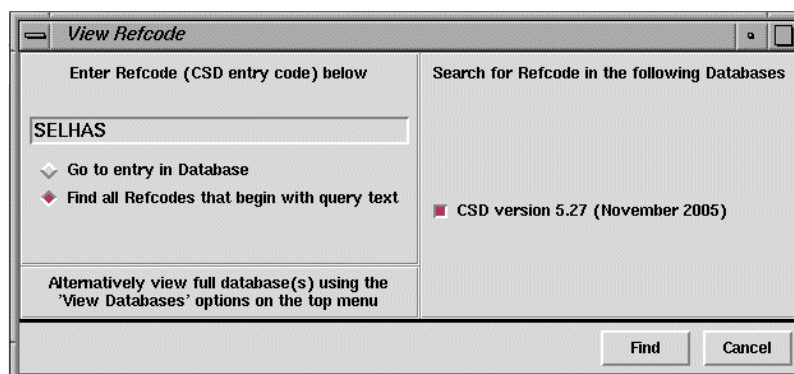 View Refcode
Enter Refcode (CSD entry code) below
SELHAS
Go to entry in Database
Find all Refcodes that begin with query text
Alternatively view full database(s) using the
'View Databases' options on the top menu
Search for Refcode in the following Databases
CSD version 5.27 (November 2005)
Find
Cancel